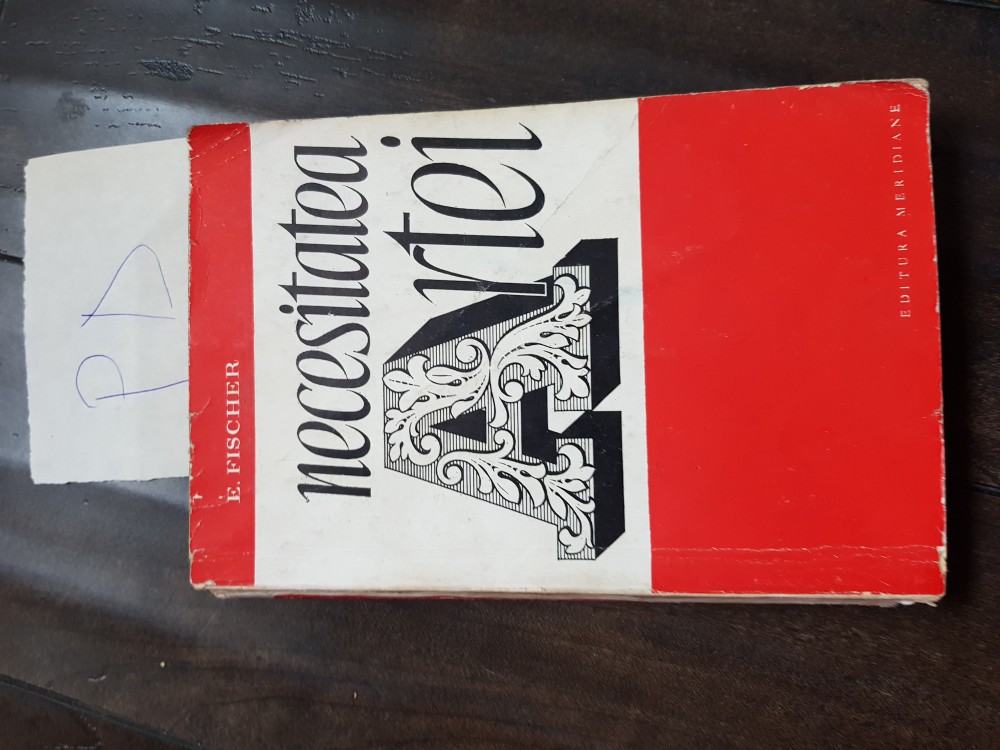 PD
E. FISCHER
necesitatea
Artei
EDITURA MERIDIANE